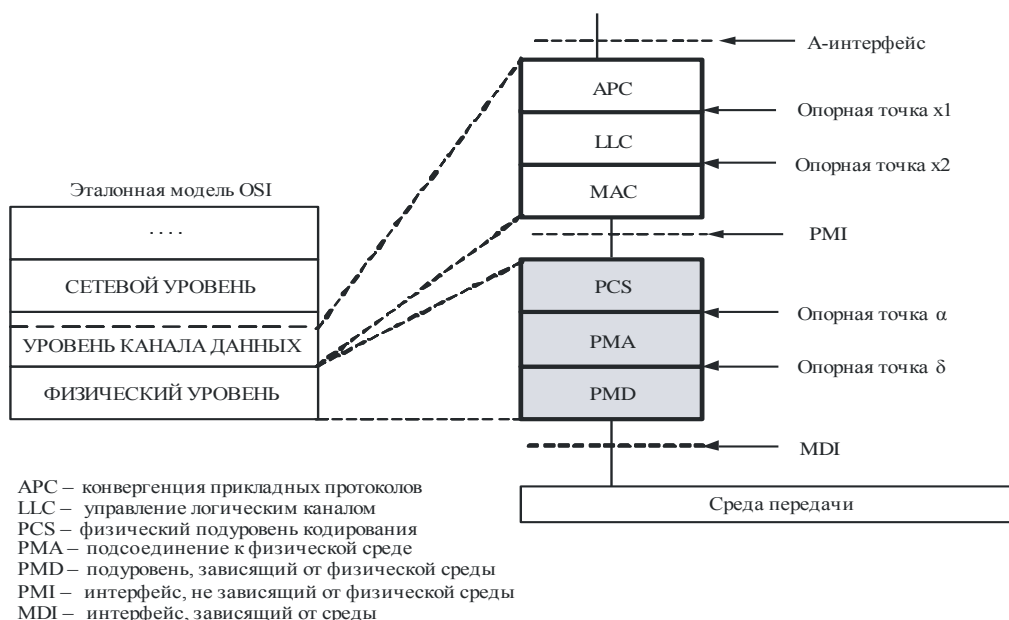 А-интерфейс
APC
Опорная точка x1
LLC
Опорная точка x2
MAC
Эталонная модель OSI
....
PMI
СЕТЕВОЙ УРОВЕНЬ
PCS
Опорная точка α
УРОВЕНЬ КАНАЛА ДАННЫХ
PMA
Опорная точка δ
ФИЗИЧЕСКИЙ УРОВЕНЬ
PMD
MDI
Среда передачи
APC – конвергенция прикладных протоколов
LLC – управление логическим каналом
PCS – физический подуровень кодирования
PMA – подсоединение к физической среде
PMD – подуровень, зависящий от физической среды
PMI – интерфейс, не зависящий от физической среды
MDI – интерфейс, зависящий от среды